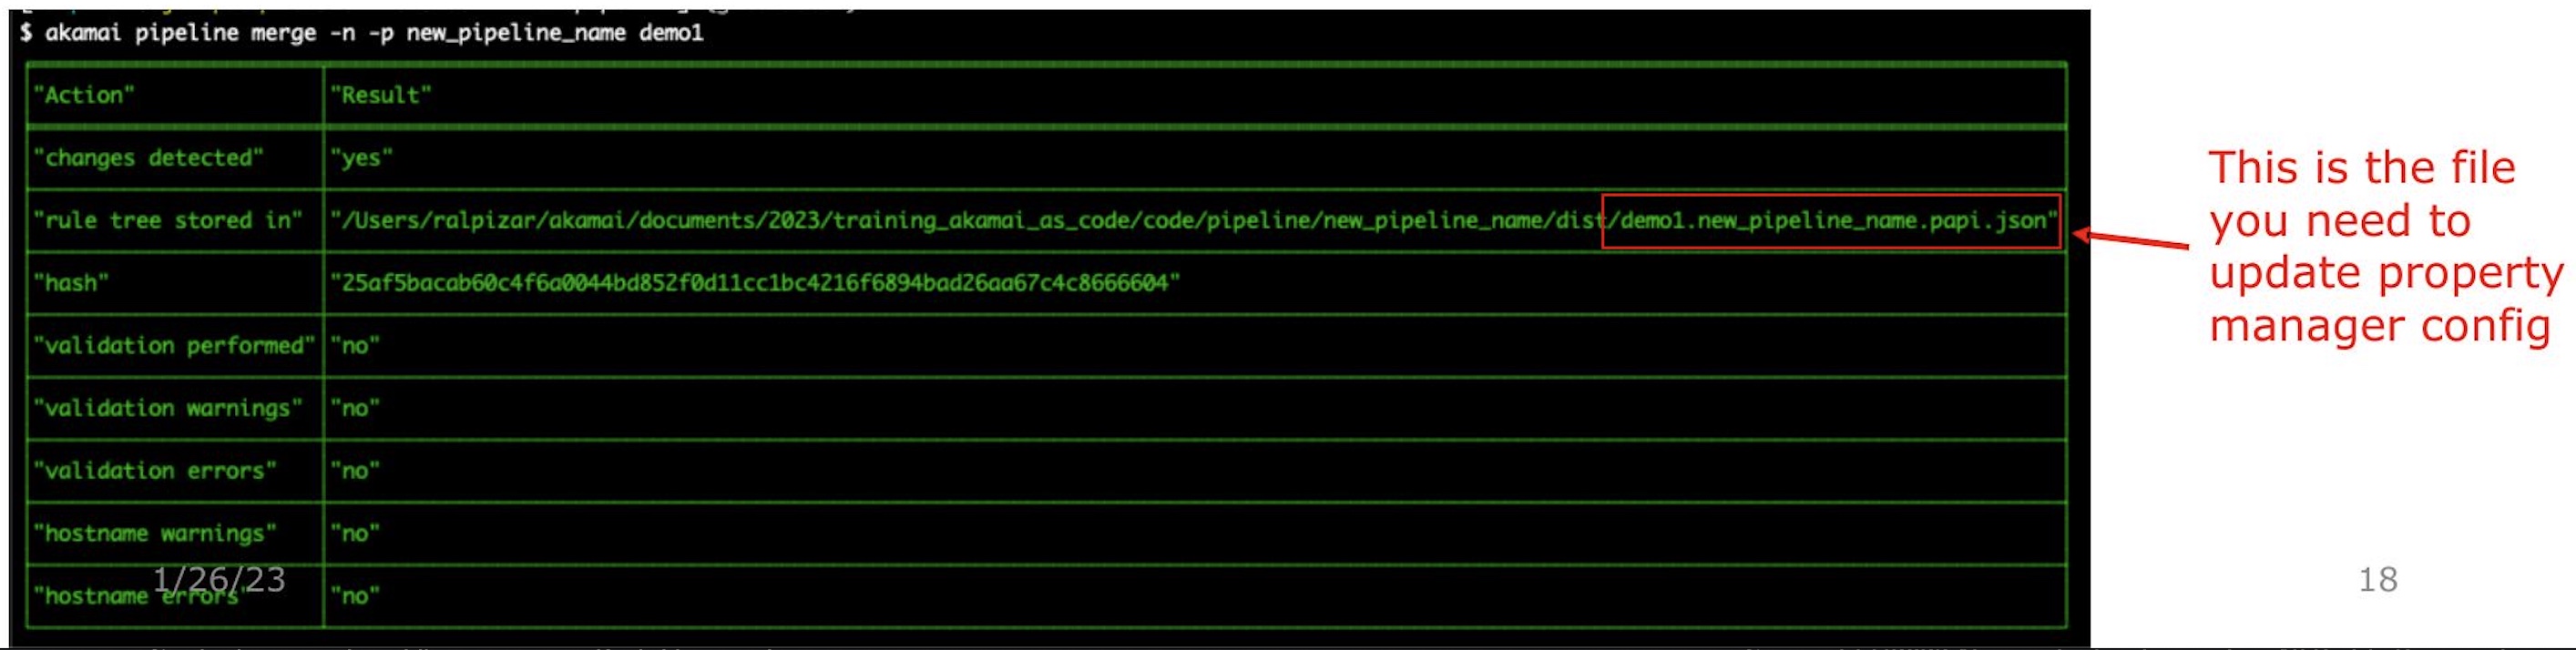 $ akamai pipeline merge -n -p new_pipeline_name demo1
"Action" "Result"
"changes detected" "yes"
"rule tree stored in" "/Users/ralpizar/akamai/documents/2023/training_akamai_as_code/code/pipeline/new_pipeline_name/dist/demo1.new_pipeline_name.papi.json"
"hash" "25af5bacab60c4f6a0044bd852f0d11cc1bc4216f6894bad26aa67c4c8666604"
"validation performed" "no"
"validation warnings" "no"
"validation errors" "no"
"hostname warnings" "no"
"hostname errors" "no"
This is the file
you need to
update property
manager config
1/26/23
18